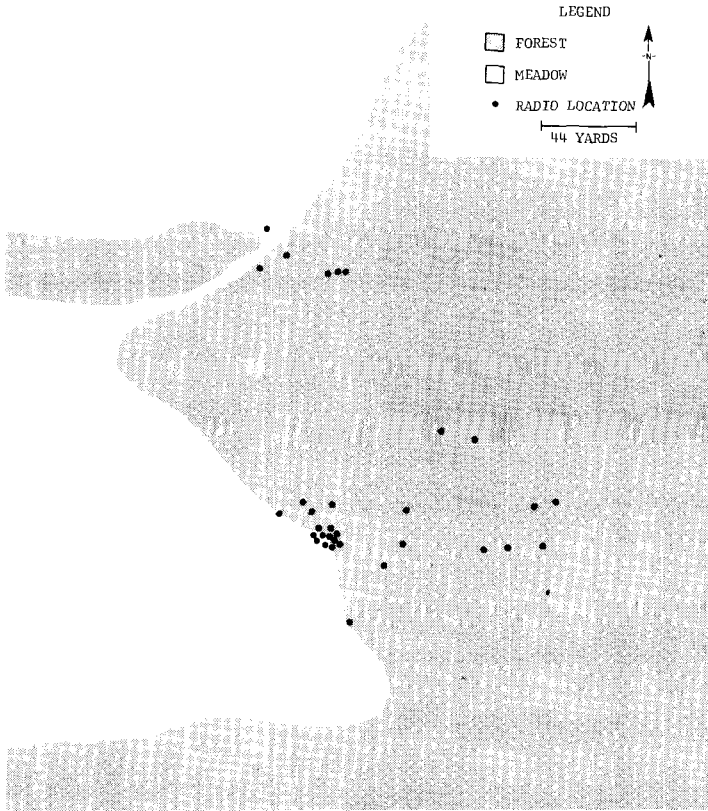 LEGEND
FOREST
-N-
MEADOW
RADIO LOCATION
44 YARDS